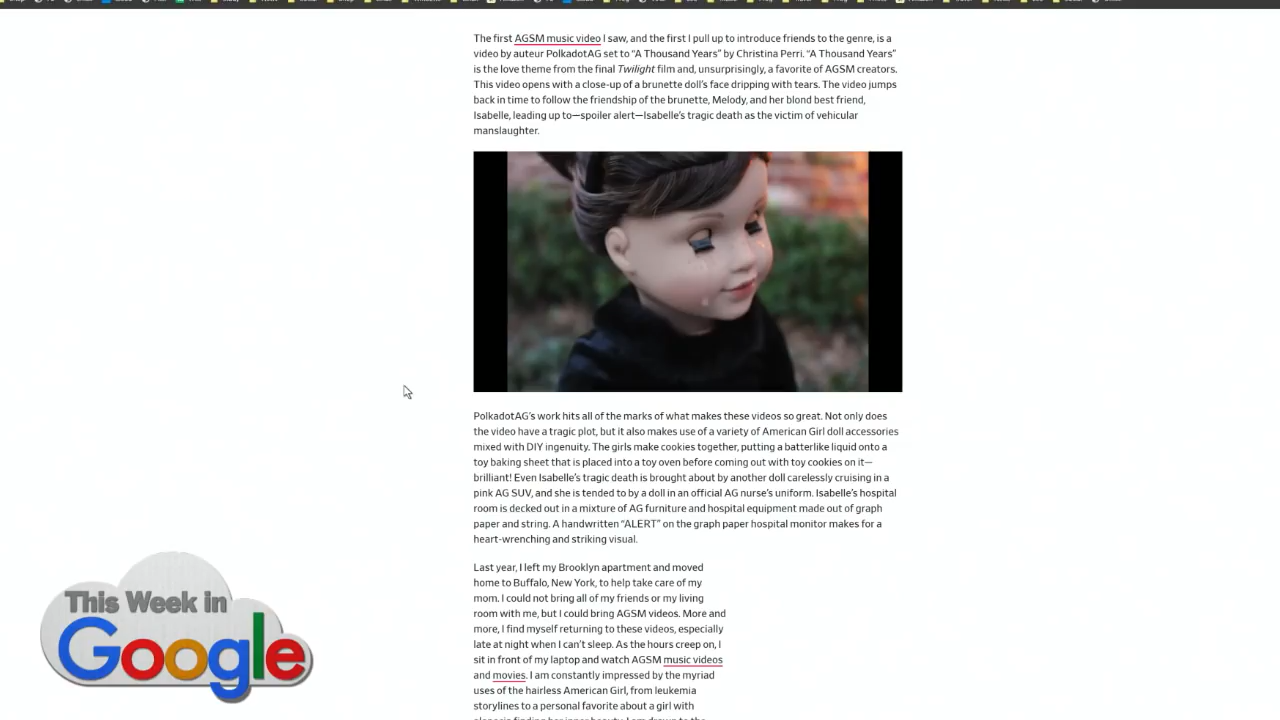 The first AGSM music video I saw, and the first I pull up to introduce friends to the genre, is a
video by auteur PolkadotAG set to “A Thousand Years” by Christina Perri. “A Thousand Years”
is the love theme from the final Twilight film and, unsurprisingly, a favorite of AGSM creators.
This video opens with a close-up of a brunette doll’s face dripping with tears. The video jumps
back in time to follow the friendship of the brunette, Melody, and her blond best friend,
Isabelle, leading up to—spoiler alert—Isabelle’s tragic death as the victim of vehicular
manslaughter.
PolkadotAG’s work hits all of the marks of what makes these videos so great. Not only does
the video have a tragic plot, but it also makes use of a variety of American Girl doll accessories
mixed with DIY ingenuity. The girls make cookies together, putting a batterlike liquid onto a
toy baking sheet that is placed into a toy oven before coming out with toy cookies on it—
brilliant! Even Isabelle’s tragic death is brought about by another doll carelessly cruising in a
pink AG SUV, and she is tended to by a doll in an official AG nurse’s uniform. Isabelle’s hospital
room is decked out in a mixture of AG furniture and hospital equipment made out of graph
paper and string. A handwritten “ALERT” on the graph paper hospital monitor makes for a
heart-wrenching and striking visual.
Last year, I left my Brooklyn apartment and moved
home to Buffalo, New York, to help take care of my
mom. I could not bring all of my friends or my living
room with me, but I could bring AGSM videos. More and
more, I find myself returning to these videos, especially
late at night when I can’t sleep. As the hours creep on, I
sit in front of my laptop and watch AGSM music videos
and movies. I am constantly impressed by the myriad
uses of the hairless American Girl, from leukemia
storylines to a personal favorite about a girl with
This Week in
Google